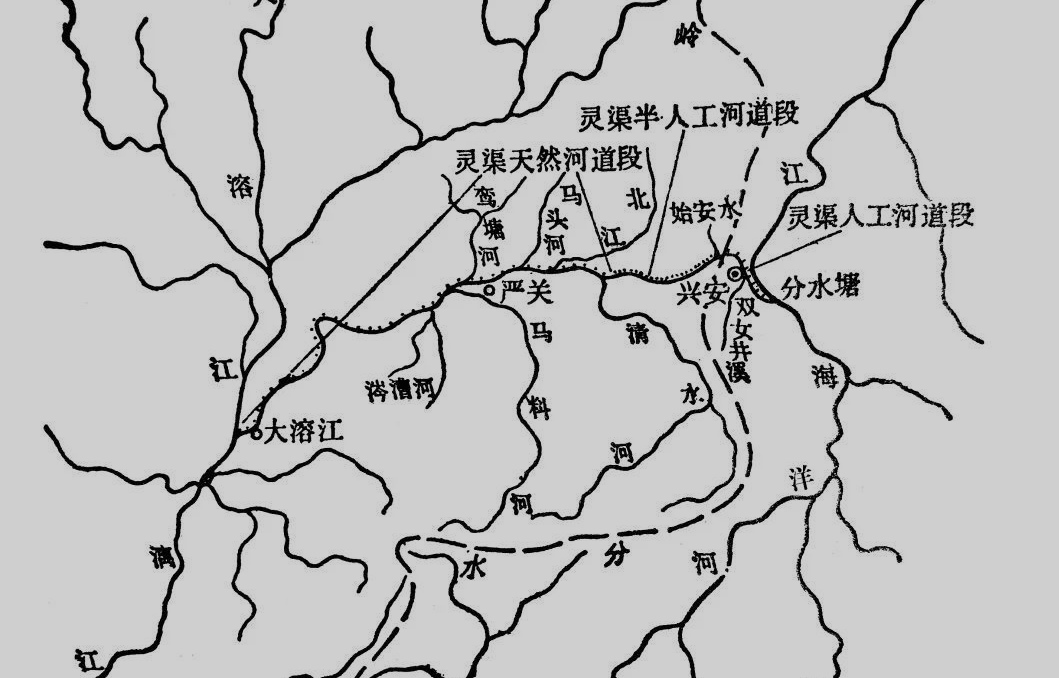 岭
灵渠半人工河道段
灵渠天然河道段
溶
江
鸾塘河
马头河
北江
始安水
江
灵渠人工河道段
严关
兴安
分水塘
双女井溪
清水河
马料河
涔漕河
大溶江
海洋河
分水
漓江